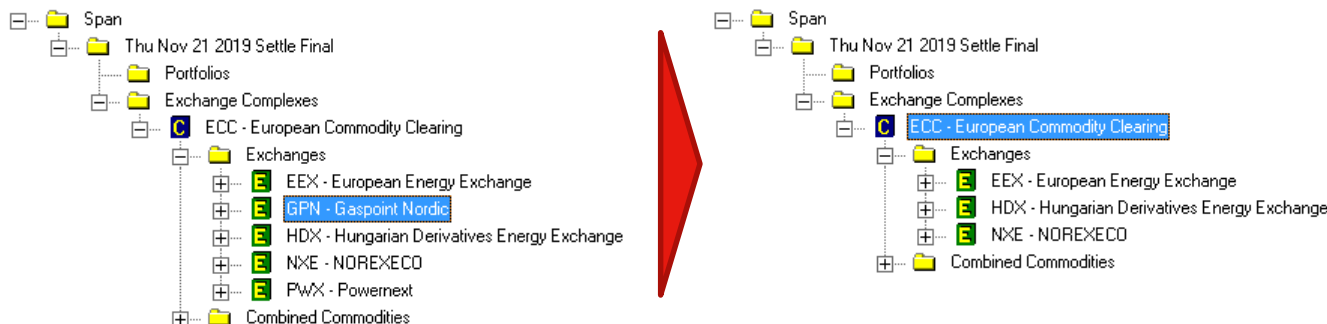 Span
Thu Nov 21 2019 Settle Final
Portfolios
Exchange Complexes
C ECC - European Commodity Clearing
Exchanges
E EEX - European Energy Exchange
E GPN - Gaspoint Nordic
E HDX - Hungarian Derivatives Energy Exchange
E NXE - NOREXECO
E PWX - Powernext
Combined Commodities
Span
Thu Nov 21 2019 Settle Final
Portfolios
Exchange Complexes
C ECC - European Commodity Clearing
Exchanges
E EEX - European Energy Exchange
E HDX - Hungarian Derivatives Energy Exchange
E NXE - NOREXECO
Combined Commodities